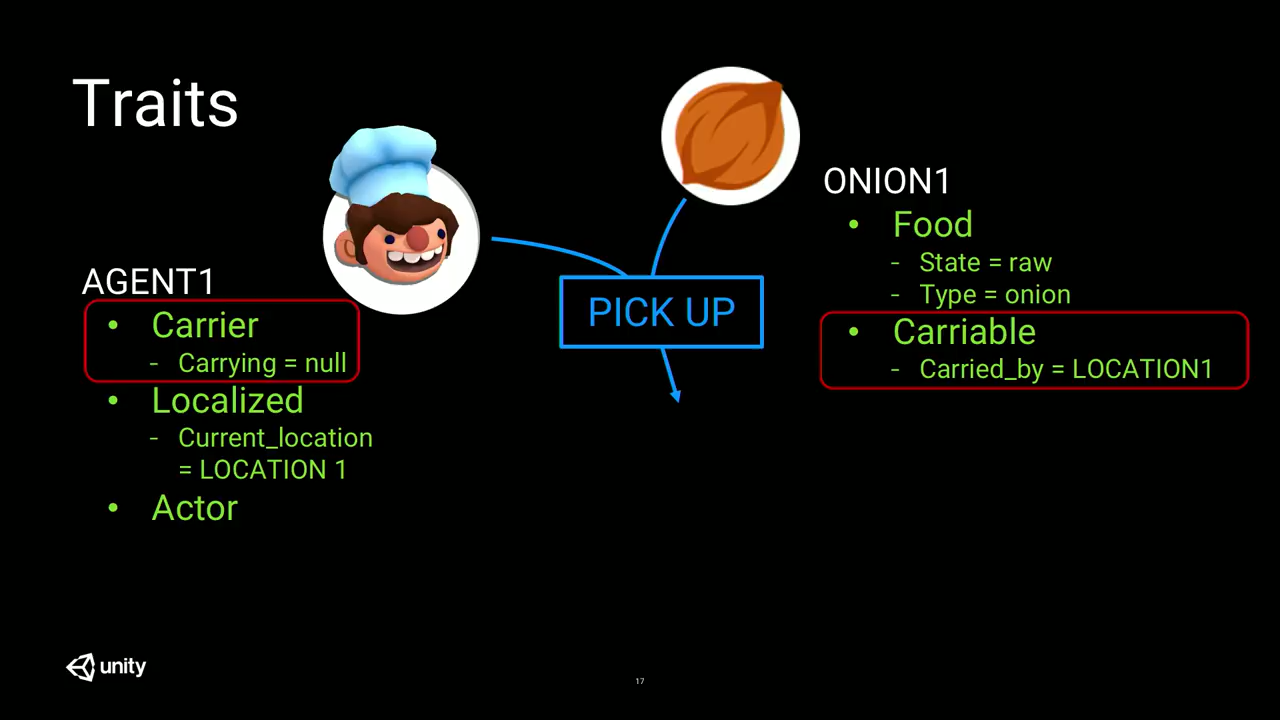 Traits
AGENT1
• Carrier
- Carrying = null
• Localized
- Current_location
= LOCATION 1
• Actor
PICK UP
ONION1
• Food
- State = raw
- Type = onion
• Carriable
- Carried_by = LOCATION1
unity
17